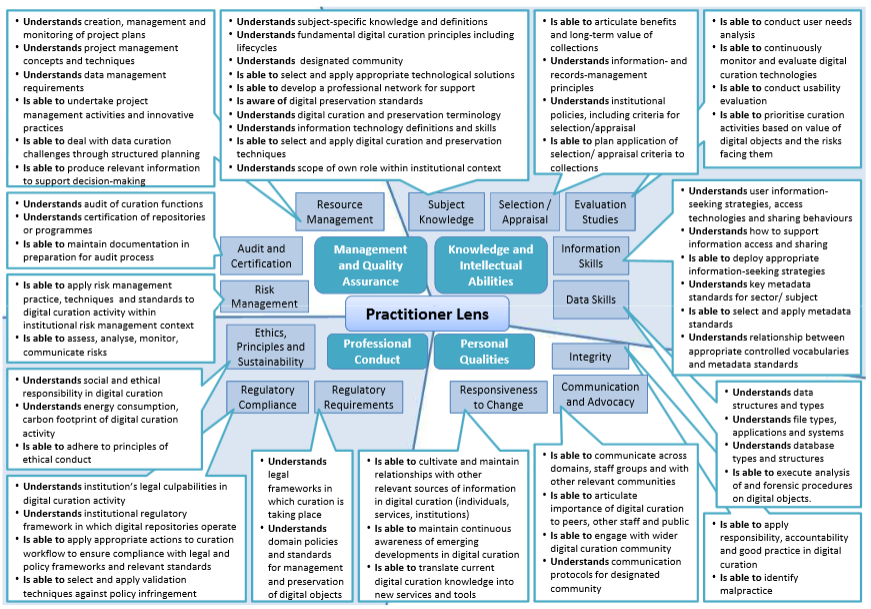 • Understands creation, management and
monitoring of project plans
• Understands project management
concepts and techniques
• Understands data management
requirements
• Is able to undertake project
management activities and innovative
practices
• Is able to deal with data curation
challenges through structured planning
• Is able to produce relevant information
to support decision-making
• Understands subject-specific knowledge and definitions
• Understands fundamental digital curation principles including
lifecycles
• Understands designated community
• Is able to select and apply appropriate technological solutions
• Is able to develop a professional network for support
• Is aware of digital preservation standards
• Understands digital curation and preservation terminology
• Understands information technology definitions and skills
• Is able to select and apply digital curation and preservation
techniques
• Understands scope of own role within institutional context
• Is able to articulate benefits
and long-term value of
collections
• Understands information- and
records-management
principles
• Understands institutional
policies, including criteria for
selection/appraisal
• Is able to plan application of
selection/ appraisal criteria to
collections
• Is able to conduct user needs
analysis
• Is able to continuously
monitor and evaluate digital
curation technologies
• Is able to conduct usability
evaluation
• Is able to prioritise curation
activities based on value of
digital objects and the risks
facing them
• Understands audit of curation functions
• Understands certification of repositories
or programmes
• Is able to maintain documentation in
preparation for audit process
Resource
Management
Subject
Knowledge
Selection /
Appraisal
Evaluation
Studies
Audit and
Certification
Management
and Quality
Assurance
Knowledge and
Intellectual
Abilities
Information
Skills
• Understands user information-
seeking strategies, access
technologies and sharing behaviours
• Understands how to support
information access and sharing
• Is able to deploy appropriate
information-seeking strategies
• Understands key metadata
standards for sector/ subject
• Is able to select and apply metadata
standards
• Understands relationship between
appropriate controlled vocabularies
and metadata standards
• Is able to apply risk management
practice, techniques and standards to
digital curation activity within
institutional risk management context
• Is able to assess, analyse, monitor,
communicate risks
Risk
Management
Data Skills
Practitioner Lens
Ethics,
Principles and
Sustainability
Professional
Conduct
Personal
Qualities
Integrity
• Understands social and ethical
responsibility in digital curation
• Understands energy consumption,
carbon footprint of digital curation
activity
• Is able to adhere to principles of
ethical conduct
Regulatory
Compliance
Regulatory
Requirements
Responsiveness
to Change
Communication
and Advocacy
• Understands data
structures and types
• Understands file types,
applications and systems
• Understands database
types and structures
• Is able to execute analysis
of and forensic procedures
on digital objects.
• Understands institution's legal culpabilities in
digital curation activity
• Understands institutional regulatory
framework in which digital repositories operate
• Is able to apply appropriate actions to curation
workflow to ensure compliance with legal and
policy frameworks and relevant standards
• Is able to select and apply validation
techniques against policy infringement
• Understands
legal
frameworks in
which curation is
taking place
• Understands
domain policies
and standards
for management
and preservation
of digital objects
• Is able to cultivate and maintain
relationships with other
relevant sources of information
in digital curation (individuals,
services, institutions)
• Is able to maintain continuous
awareness of emerging
developments in digital curation
• Is able to translate current
digital curation knowledge into
new services and tools
• Is able to communicate across
domains, staff groups and with
other relevant communities
• Is able to articulate
importance of digital curation
to peers, other staff and public
• Is able to engage with wider
digital curation community
• Understands communication
protocols for designated
community
• Is able to apply
responsibility, accountability
and good practice in digital
curation
• Is able to identify
malpractice